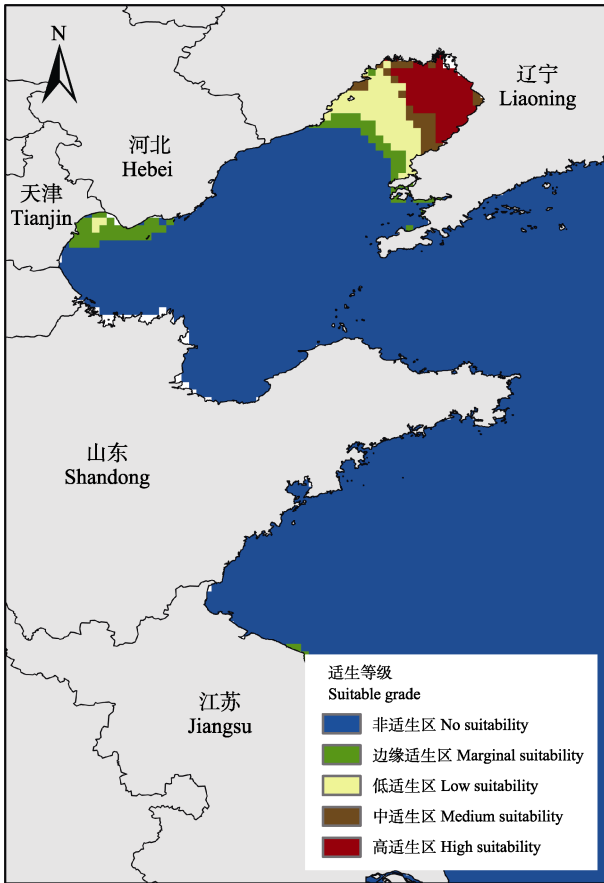 N
辽宁
Liaoning
河北
Hebei
天津
Tianjin
山东
Shandong
江苏
Jiangsu
适生等级
Suitable grade
非适生区 No suitability
边缘适生区 Marginal suitability
低适生区 Low suitability
中适生区 Medium suitability
高适生区 High suitability